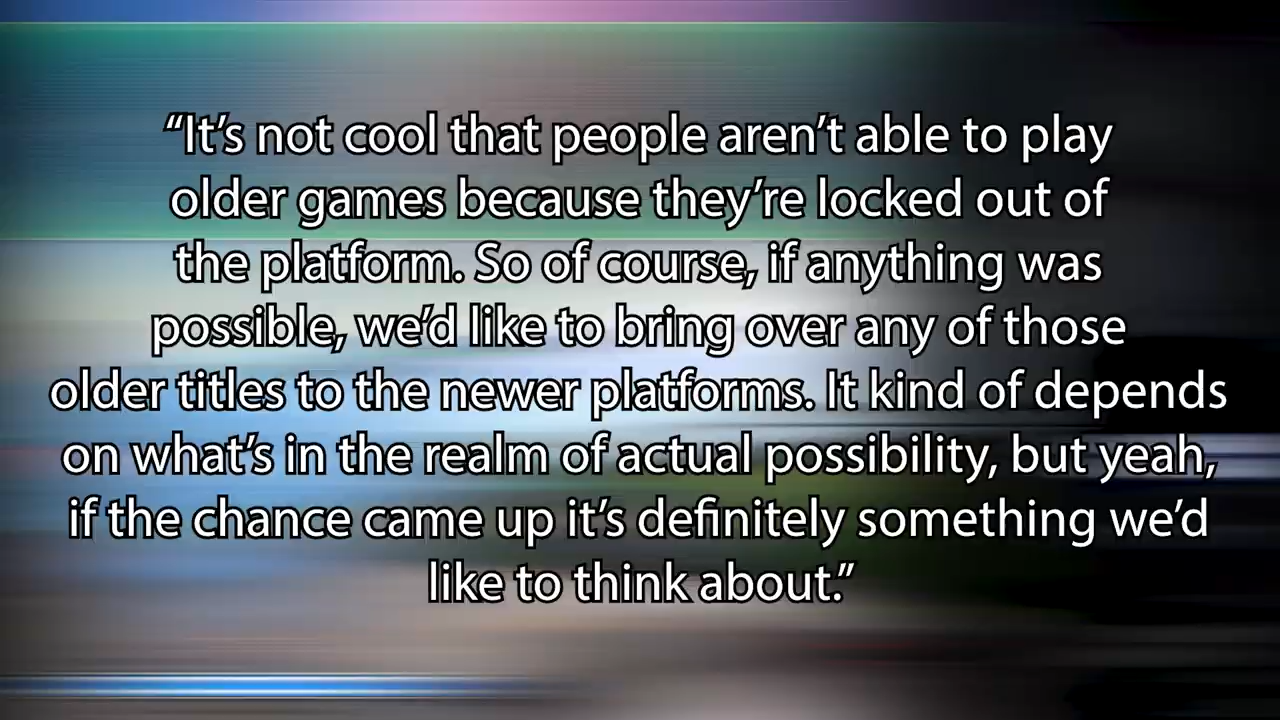 “It’s not cool that people aren’t able to play
older games because they’re locked out of
the platform. So of course, if anything was
possible, we’d like to bring over any of those
older titles to the newer platforms. It kind of depends
on what’s in the realm of actual possibility, but yeah,
if the chance came up it’s definitely something we’d
like to think about.”